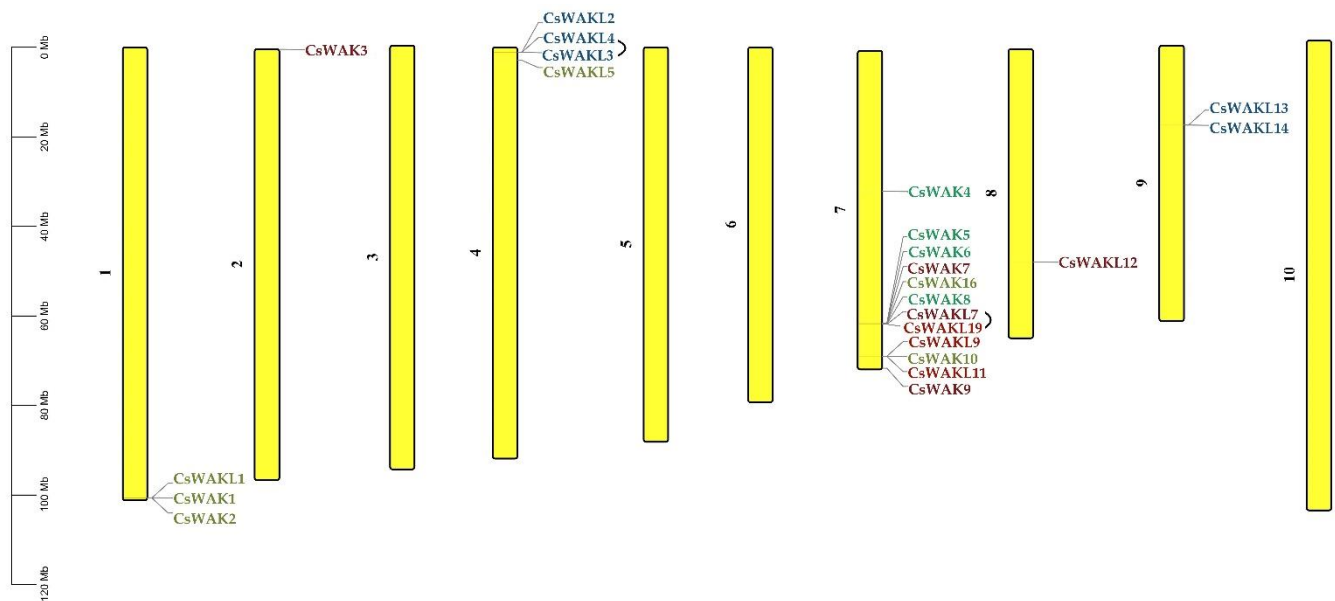 0 Mb
20 Mb
40 Mb
60 Mb
80 Mb
100 Mb
120 Mb
1
CsWAKL1
CsWAK1
CsWAK2
2
CsWAK3
3
4
CsWAKL2
CsWAKL4
CsWAKL3
CsWAKL5
5
6
7
CsWAK4
CsWAK5
CsWAK6
CsWAK7
CsWAK16
CsWAK8
CsWAKL7
CsWAKL19
CsWAKL9
CsWAK10
CsWAKL11
CsWAK9
8
CsWAKL12
9
CsWAKL13
CsWAKL14
10